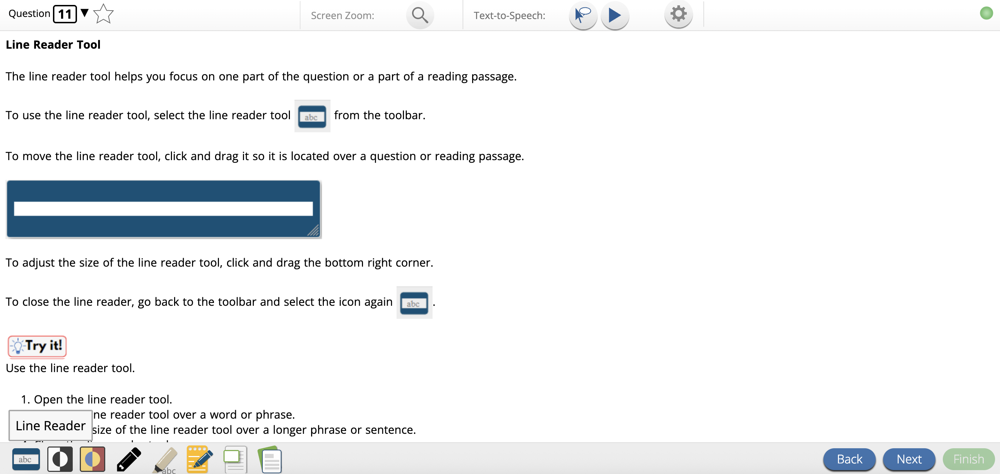 Question 11
Screen Zoom:
Text-to-Speech:
Line Reader Tool
The line reader tool helps you focus on one part of the question or a part of a reading passage.
To use the line reader tool, select the line reader tool abc from the toolbar.
To move the line reader tool, click and drag it so it is located over a question or reading passage.
To adjust the size of the line reader tool, click and drag the bottom right corner.
To close the line reader, go back to the toolbar and select the icon again abc .
Try it!
Use the line reader tool.
1. Open the line reader tool.
reader tool over a word or phrase.
Line Reader
size of the line reader tool over a longer phrase or sentence.
abc
abc
Back
Next
Finish